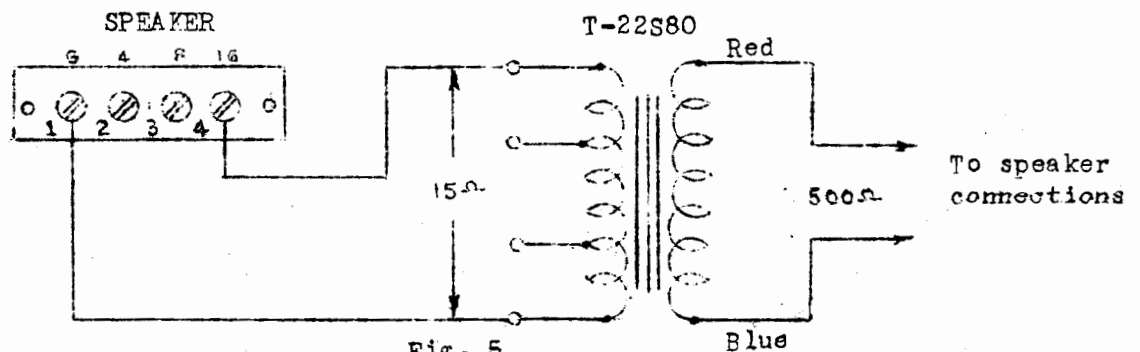 SPEAKER
G 4 8 16
1 2 3 4
15Ω
T-22S80
Red
500Ω
To speaker
connections
Blue
Fig. 5